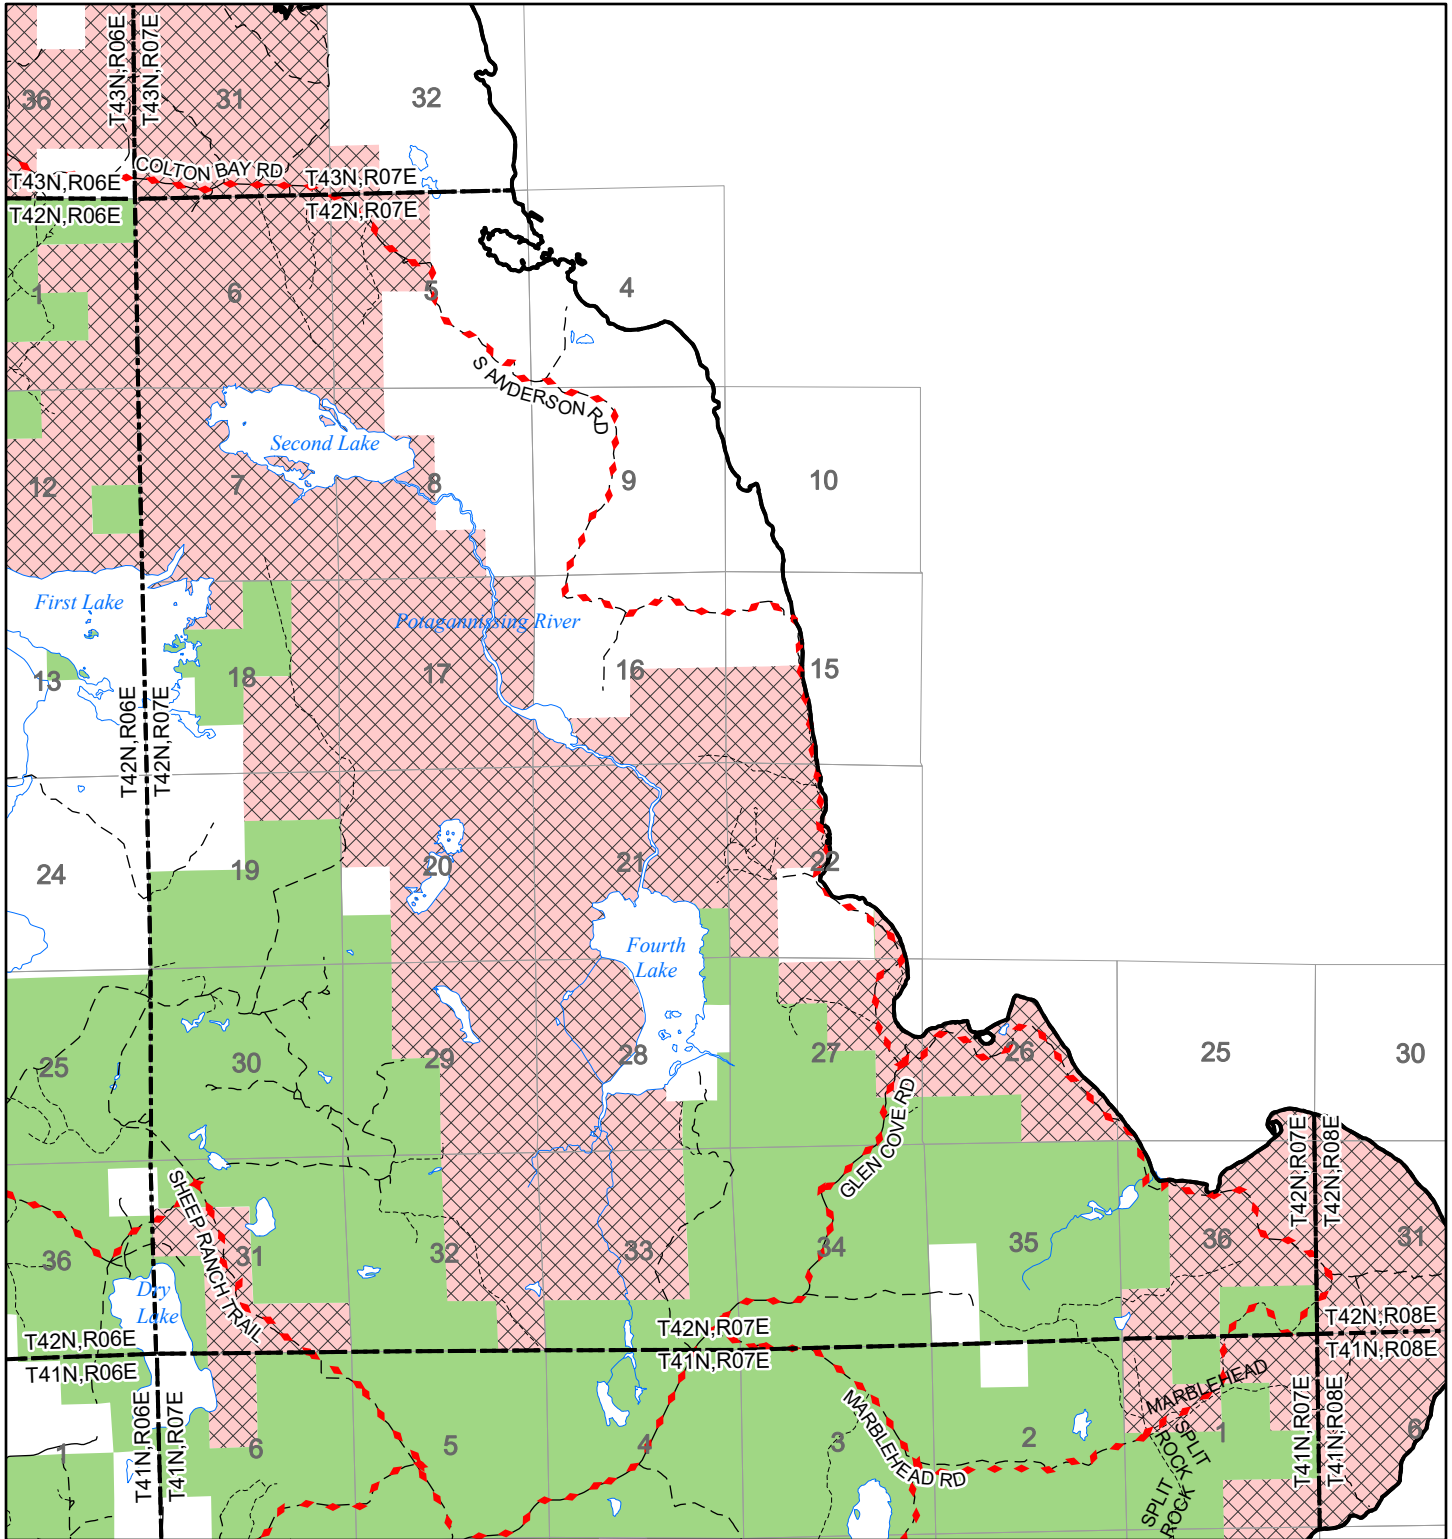 T43N,R06E
T43N,R07E
36
31
32
COLTON BAY RD
T43N,R06E
T43N,R07E
T42N,R06E
T42N,R07E
1
6
5
4
S ANDERSON RD
Second Lake
12
7
8
9
10
First Lake
Potaganmissing River
13
18
17
16
15
T42N,R06E
T42N,R07E
24
19
20
21
22
Fourth
Lake
25
30
29
28
27
26
25
30
GLEN COVE RD
T42N,R07E
T42N,R08E
SHEEP RANCH TRAIL
36
31
32
33
34
35
36
31
Dry
Lake
T42N,R06E
T42N,R07E
T42N,R08E
T41N,R06E
T41N,R07E
T41N,R08E
MARBLEHEAD
T41N,R06E
T41N,R07E
MARBLEHEAD RD
SPLIT
ROCK
T41N,R07E
T41N,R08E
1
6
5
4
3
2
1
6
SPLIT
ROCK